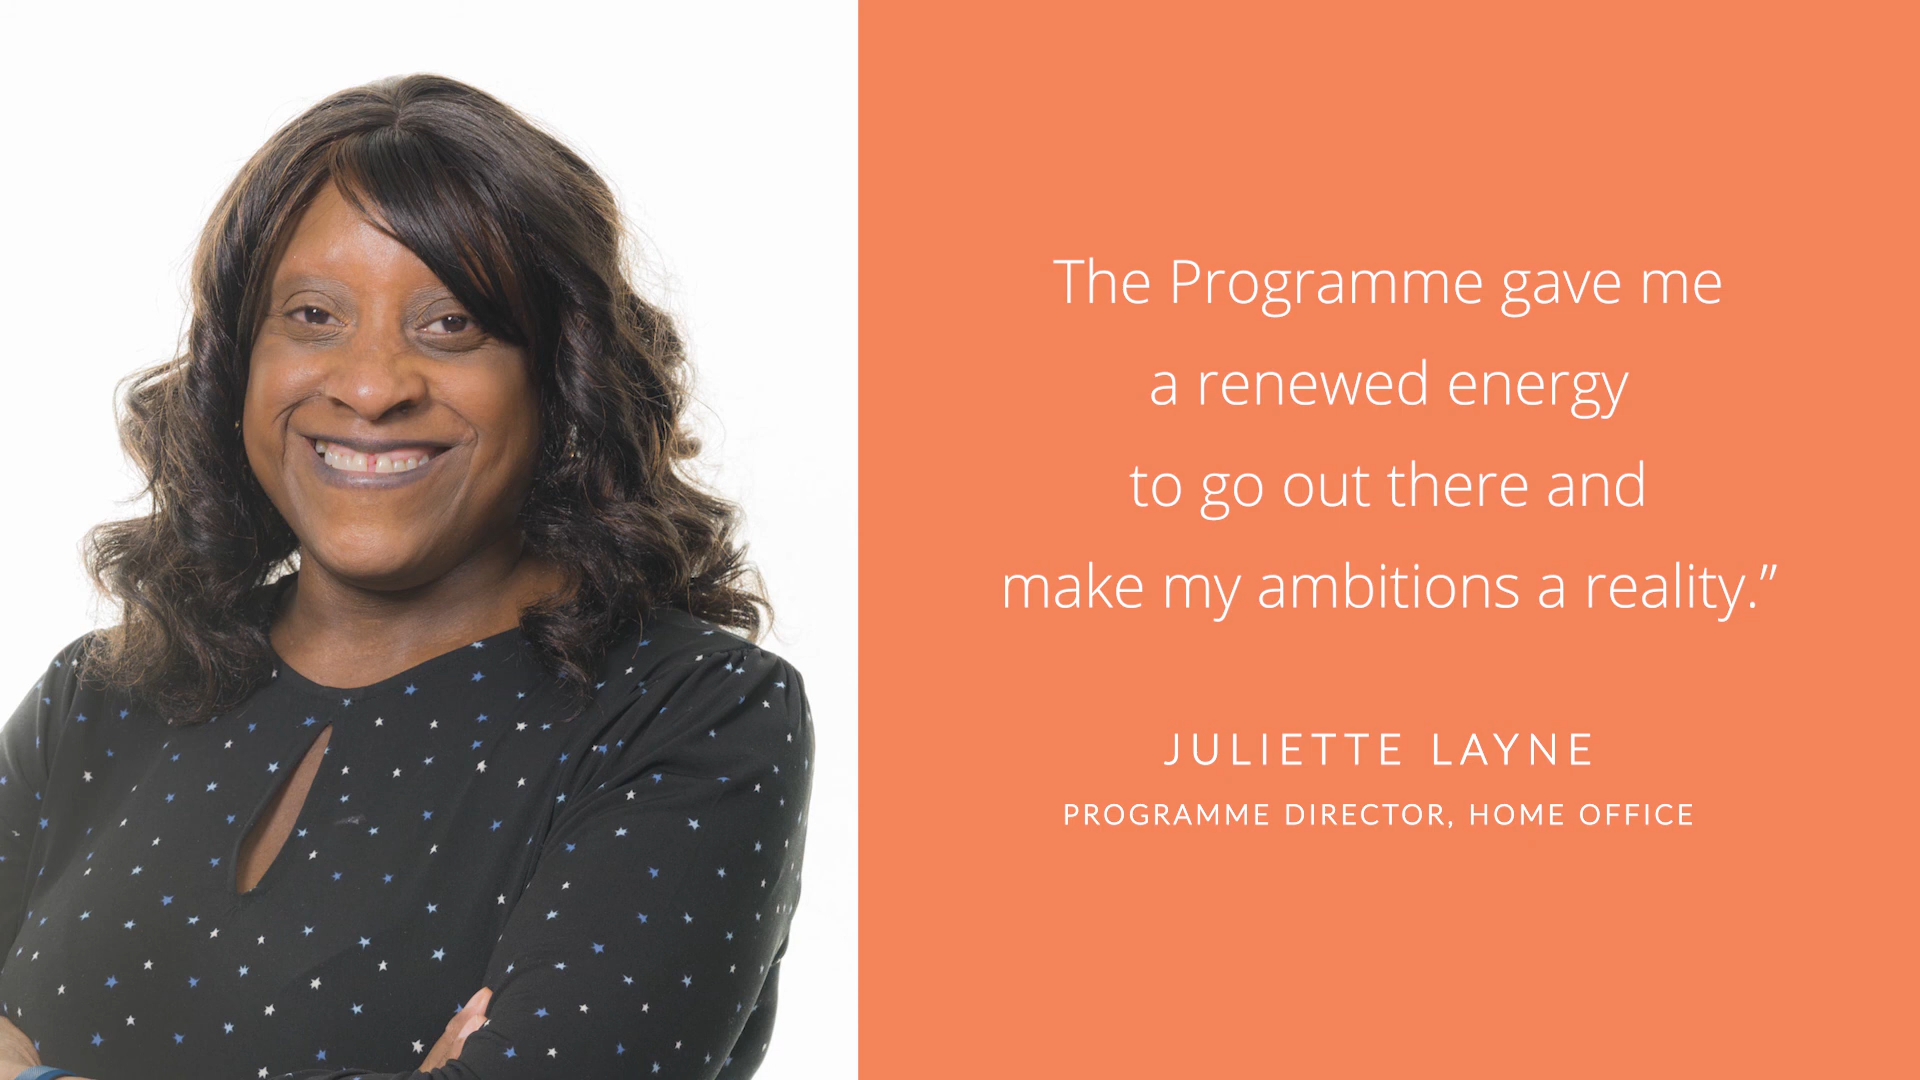 The Programme gave me
a renewed energy
to go out there and
make my ambitions a reality.”
JULIETTE LAYNE
PROGRAMME DIRECTOR, HOME OFFICE